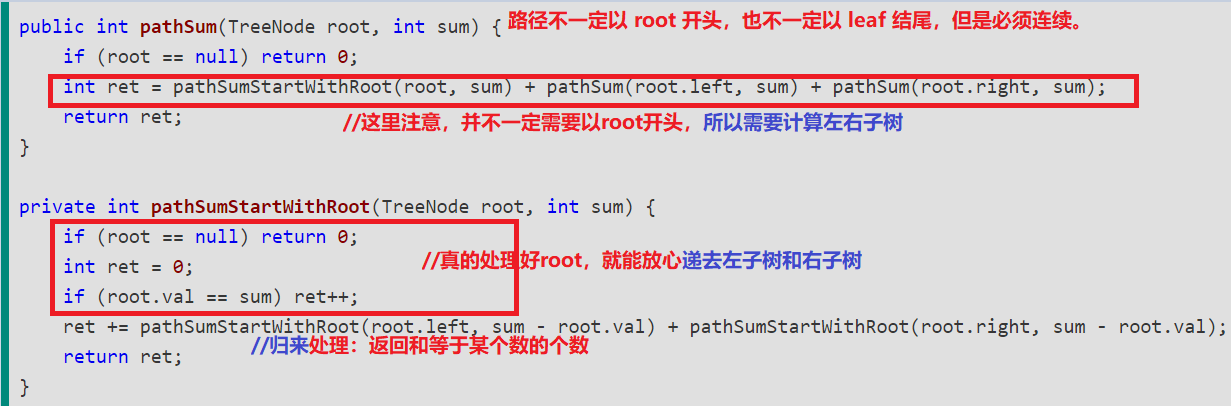 public int pathSum(TreeNode root, int sum) { 路径不一定以 root 开头，也不一定以 leaf 结尾，但是必须连续。
if (root == null) return 0;
int ret = pathSumStartWithRoot(root, sum) + pathSum(root.left, sum) + pathSum(root.right, sum);
return ret; //这里注意，并不一定需要以root开头，所以需要计算左右子树
}
private int pathSumStartWithRoot(TreeNode root, int sum) {
if (root == null) return 0;
int ret = 0; //真的处理好root，就能放心递去左子树和右子树
if (root.val == sum) ret++;
ret += pathSumStartWithRoot(root.left, sum - root.val) + pathSumStartWithRoot(root.right, sum - root.val);
//归来处理：返回和等于某个数的个数
return ret;
}